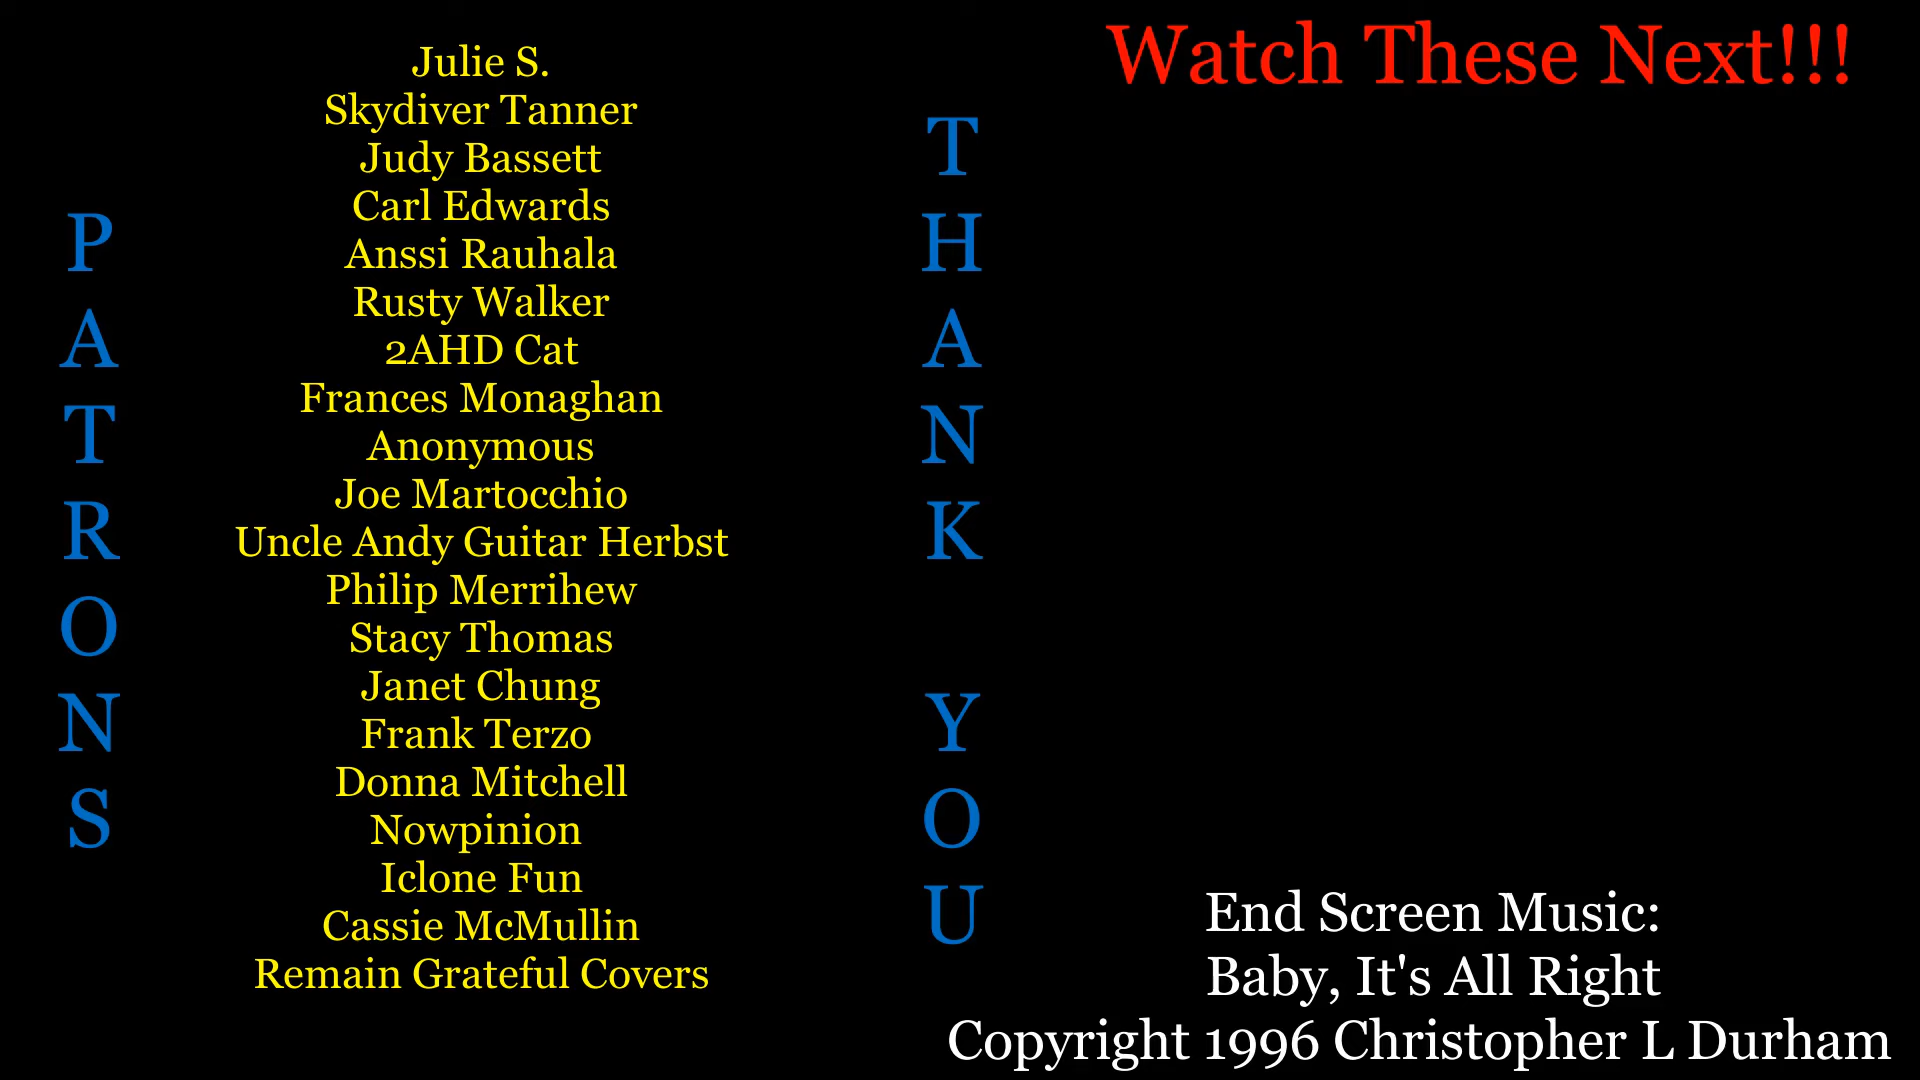 PATRONS
Julie S.
Skydiver Tanner
Judy Bassett
Carl Edwards
Anssi Rauhala
Rusty Walker
2AHD Cat
Frances Monaghan
Anonymous
Joe Martocchio
Uncle Andy Guitar Herbst
Philip Merrihew
Stacy Thomas
Janet Chung
Frank Terzo
Donna Mitchell
Nowpinion
Iclone Fun
Cassie McMullin
Remain Grateful Covers
THANK YOU
Watch These Next!!!
End Screen Music:
Baby, It's All Right
Copyright 1996 Christopher L Durham